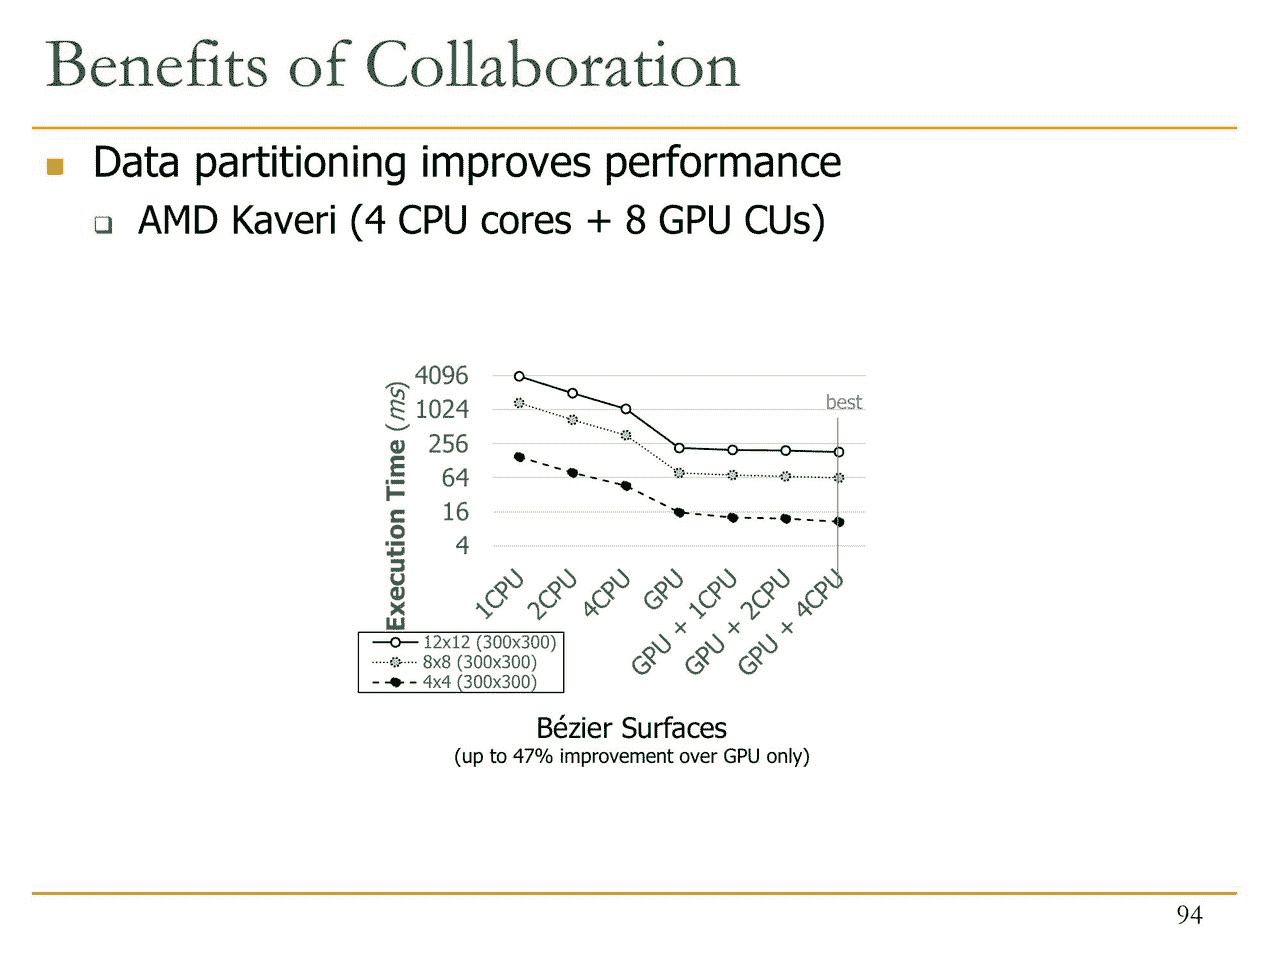 Benefits of Collaboration
Data partitioning improves performance
AMD Kaveri (4 CPU cores + 8 GPU CUs)
Execution Time (ms)
4096
1024
256
64
16
4
best
1CPU
2CPU
4CPU
GPU
GPU + 1CPU
GPU + 2CPU
GPU + 4CPU
12x12 (300x300)
8x8 (300x300)
4x4 (300x300)
Bézier Surfaces
(up to 47% improvement over GPU only)
94